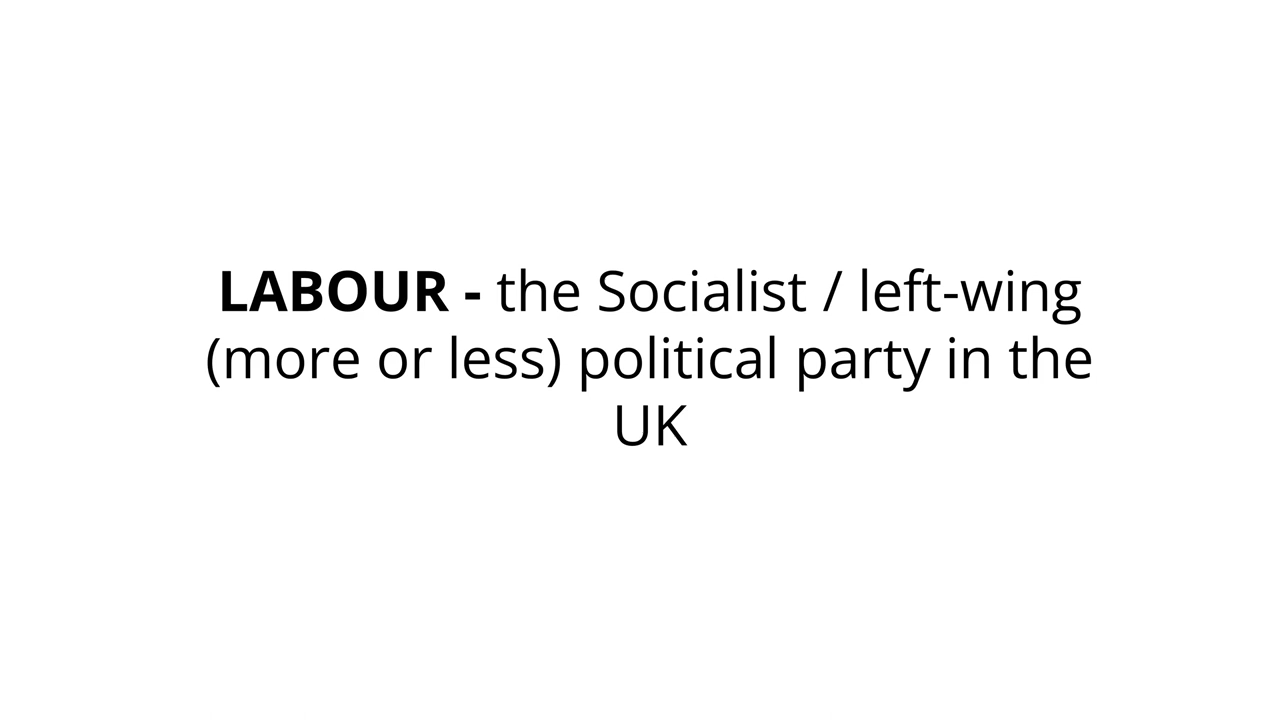 LABOUR - the Socialist / left-wing
(more or less) political party in the
UK